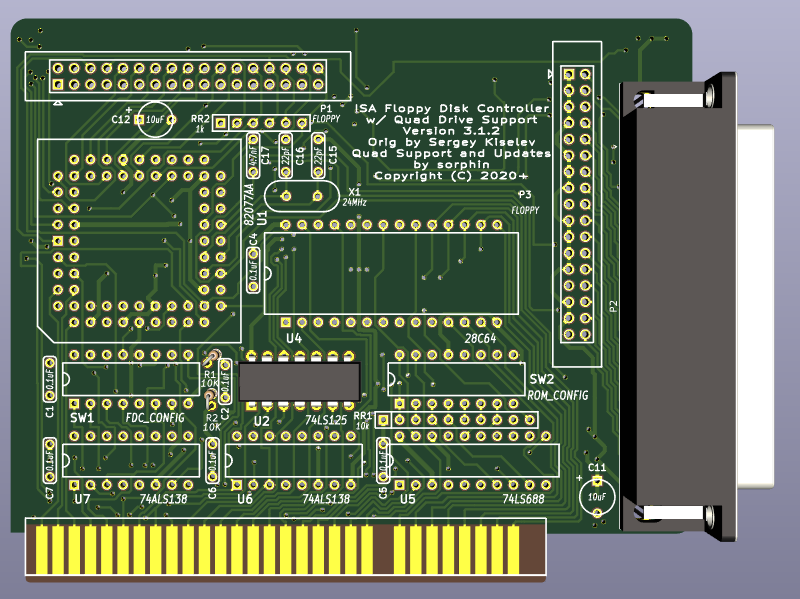 ISA Floppy Disk Controller
w/ Quad Drive Support
Version 3.1.2
Orig by Sergey Kiselev
Quad Support and Updates
by sorphin
Copyright (C) 2020+
P1
FLOPPY
C12
10uF
RR2
1k
47nF
C17
22pF
C16
22pF
C15
X1
24MHz
82077AA
U1
P3
FLOPPY
C4
0.1uF
P2
U4
28C64
C1
0.1uF
SW1
FDC_CONFIG
R1
10K
R2
10K
C2
0.1uF
U2
74LS125
SW2
ROM_CONFIG
RR1
10k
C7
0.1uF
U7
74ALS138
C6
0.1uF
U6
74ALS138
C5
0.1uF
U5
74LS688
C11
10uF